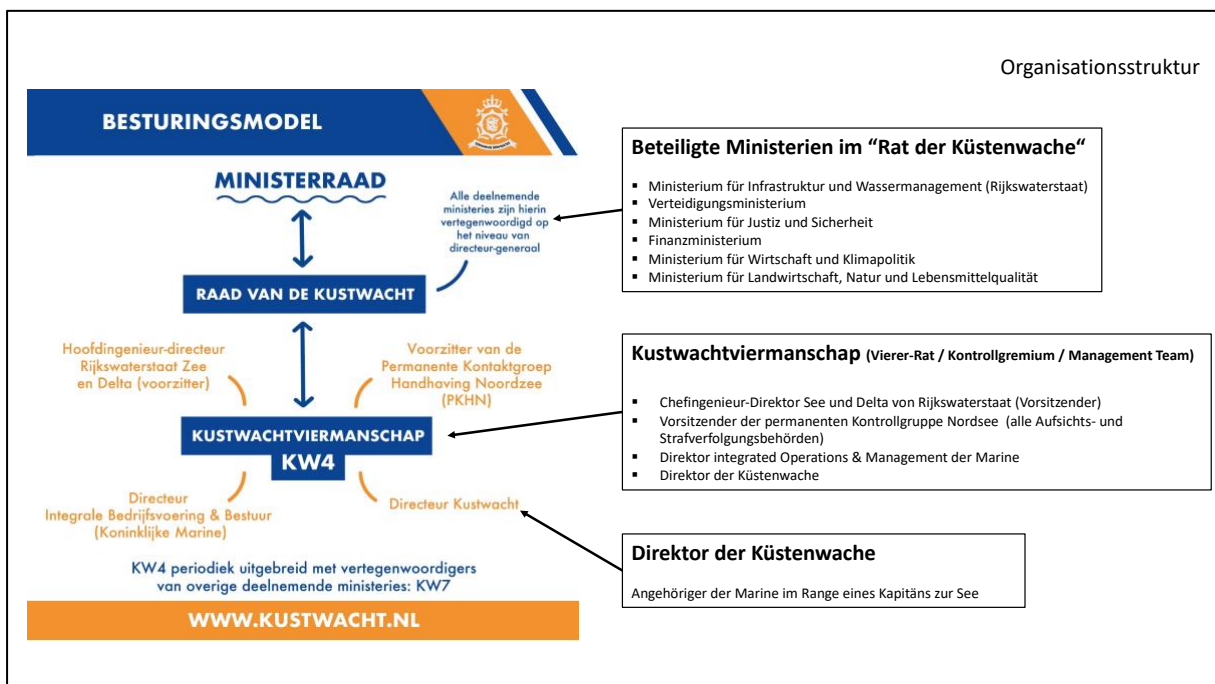 Organisationsstruktur
BESTURINGSMODEL
MINISTERRAAD
Alle deelnemende
ministeries zijn hierin
vertegenwoordigd op
het niveau van
directeur-generaal
RAAD VAN DE KUSTWACHT
Hoofdingenieur-directeur
Rijkswaterstaat Zee
en Delta (voorzitter)
Voorzitter van de
Permanente Kontaktgroep
Handhaving Noordzee
(PKHN)
KUSTWACHTVIERMANSCHAP
KW4
Directeur
Integrale Bedrijfsvoering & Bestuur
(Koninklijke Marine)
Directeur Kustwacht
KW4 periodiek uitgebreid met vertegenwoordigers
van overige deelnemende ministeries: KW7
WWW.KUSTWACHT.NL
Beteiligte Ministerien im “Rat der Küstenwache“
▪ Ministerium für Infrastruktur und Wassermanagement (Rijkswaterstaat)
▪ Verteidigungsministerium
▪ Ministerium für Justiz und Sicherheit
▪ Finanzministerium
▪ Ministerium für Wirtschaft und Klimapolitik
▪ Ministerium für Landwirtschaft, Natur und Lebensmittelqualität
Kustwachtviermanschap (Vierer-Rat / Kontrollgremium / Management Team)
▪ Chefingenieur-Direktor See und Delta von Rijkswaterstaat (Vorsitzender)
▪ Vorsitzender der permanenten Kontrollgruppe Nordsee (alle Aufsichts- und
Strafverfolgungsbehörden)
▪ Direktor integrated Operations & Management der Marine
▪ Direktor der Küstenwache
Direktor der Küstenwache
Angehöriger der Marine im Range eines Kapitäns zur See